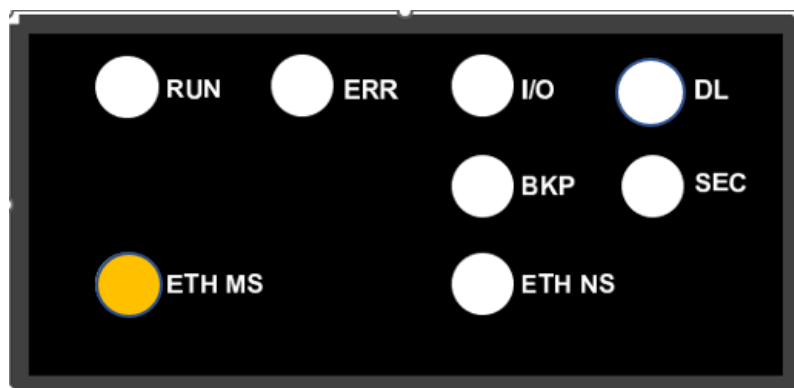 RUN ERR I/O DL
BKP SEC
ETH MS ETH NS